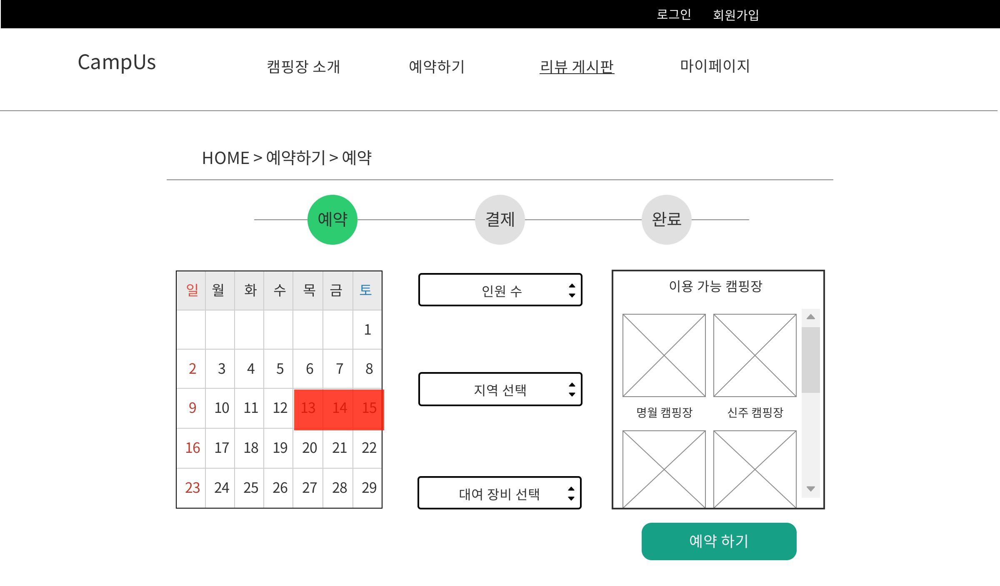 로그인 회원가입
CampUs 캠핑장 소개 예약하기 리뷰 게시판 마이페이지
HOME > 예약하기 > 예약
예약 결제 완료
일 월 화 수 목 금 토
1
2 3 4 5 6 7 8
9 10 11 12 13 14 15
16 17 18 19 20 21 22
23 24 25 26 27 28 29
인원 수
지역 선택
대여 장비 선택
이용 가능 캠핑장
명월 캠핑장 신주 캠핑장
예약 하기